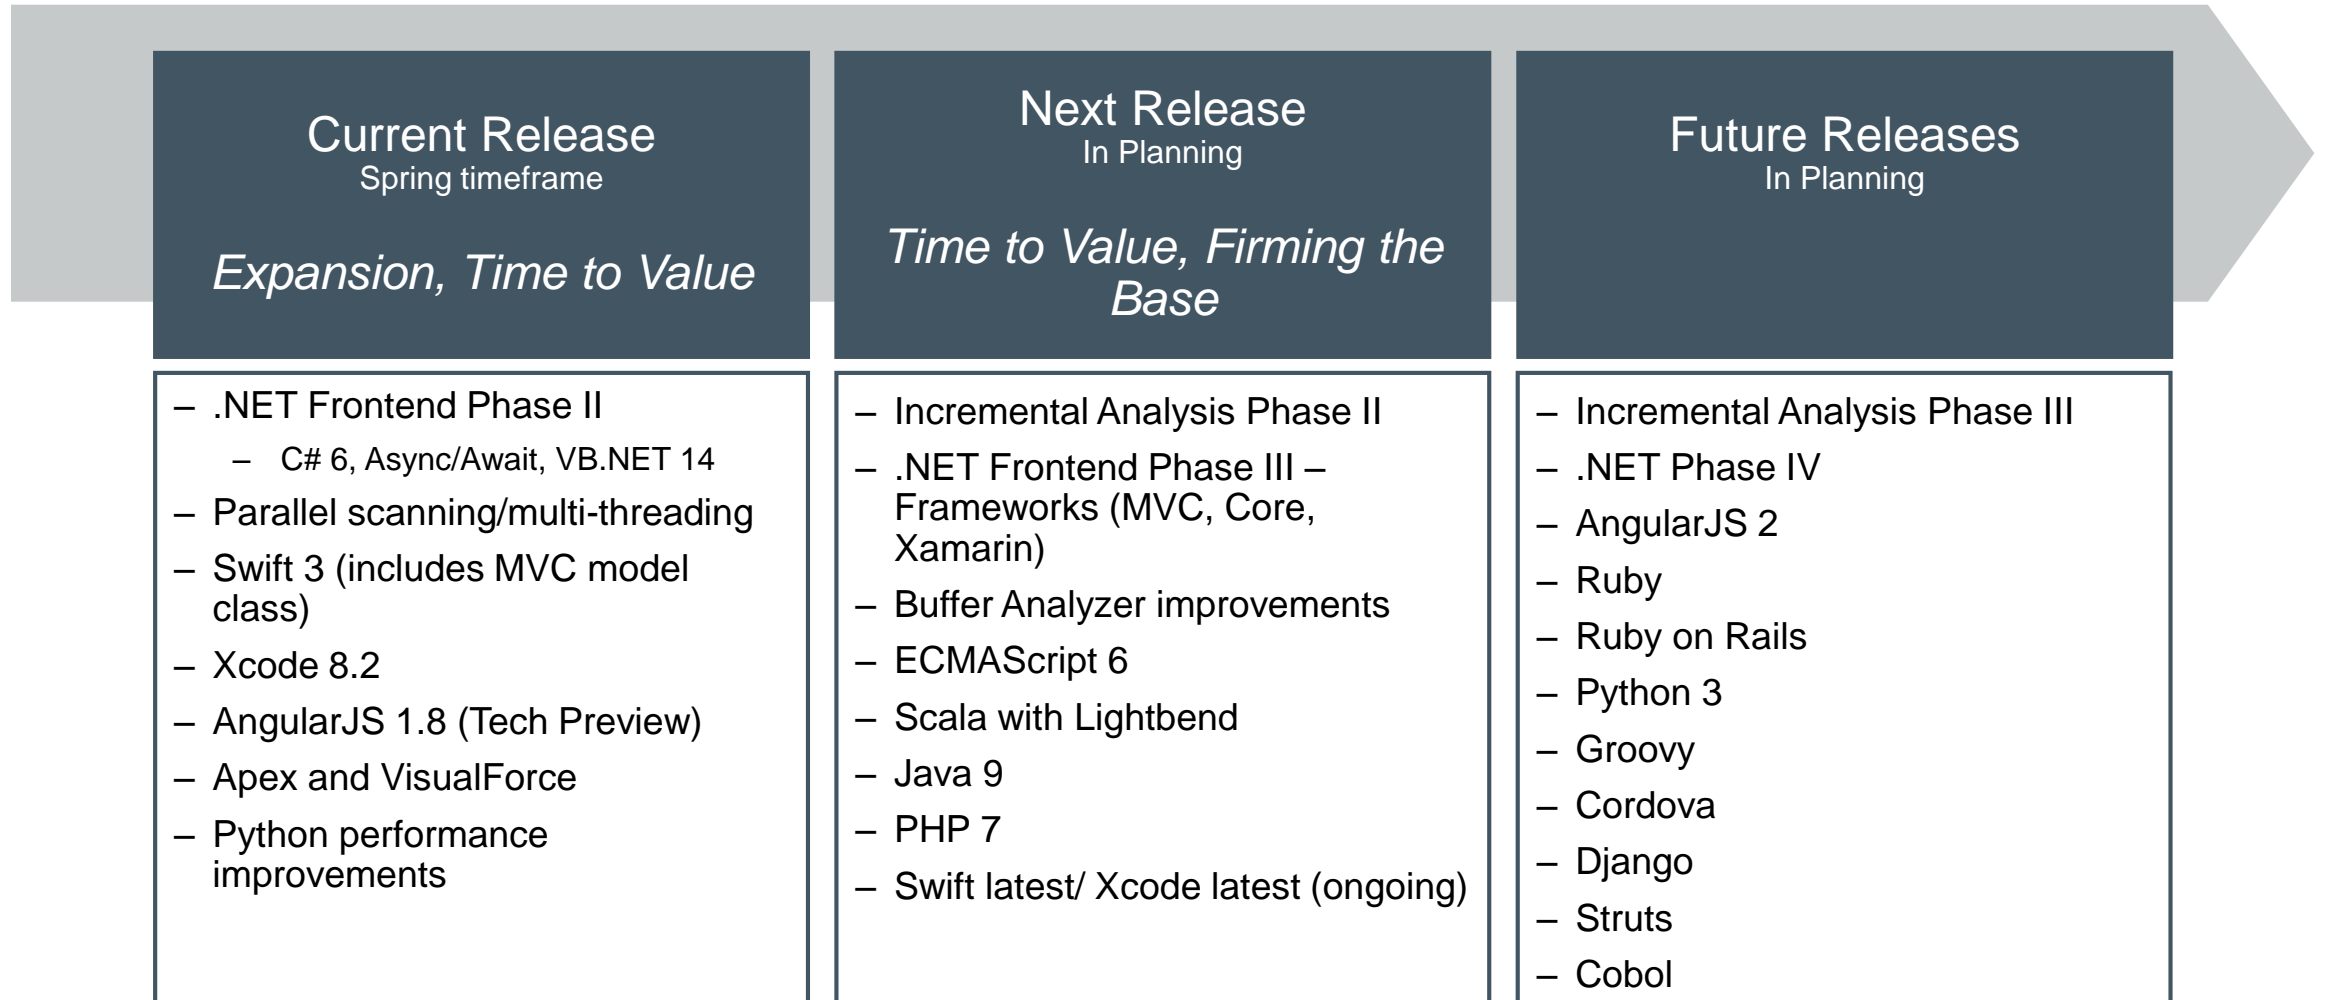 Current Release
Spring timeframe
Expansion, Time to Value
– .NET Frontend Phase II
– C# 6, Async/Await, VB.NET 14
– Parallel scanning/multi-threading
– Swift 3 (includes MVC model
class)
– Xcode 8.2
– AngularJS 1.8 (Tech Preview)
– Apex and VisualForce
– Python performance
improvements
Next Release
In Planning
Time to Value, Firming the
Base
– Incremental Analysis Phase II
– .NET Frontend Phase III –
Frameworks (MVC, Core,
Xamarin)
– Buffer Analyzer improvements
– ECMAScript 6
– Scala with Lightbend
– Java 9
– PHP 7
– Swift latest/ Xcode latest (ongoing)
Future Releases
In Planning
– Incremental Analysis Phase III
– .NET Phase IV
– AngularJS 2
– Ruby
– Ruby on Rails
– Python 3
– Groovy
– Cordova
– Django
– Struts
– Cobol